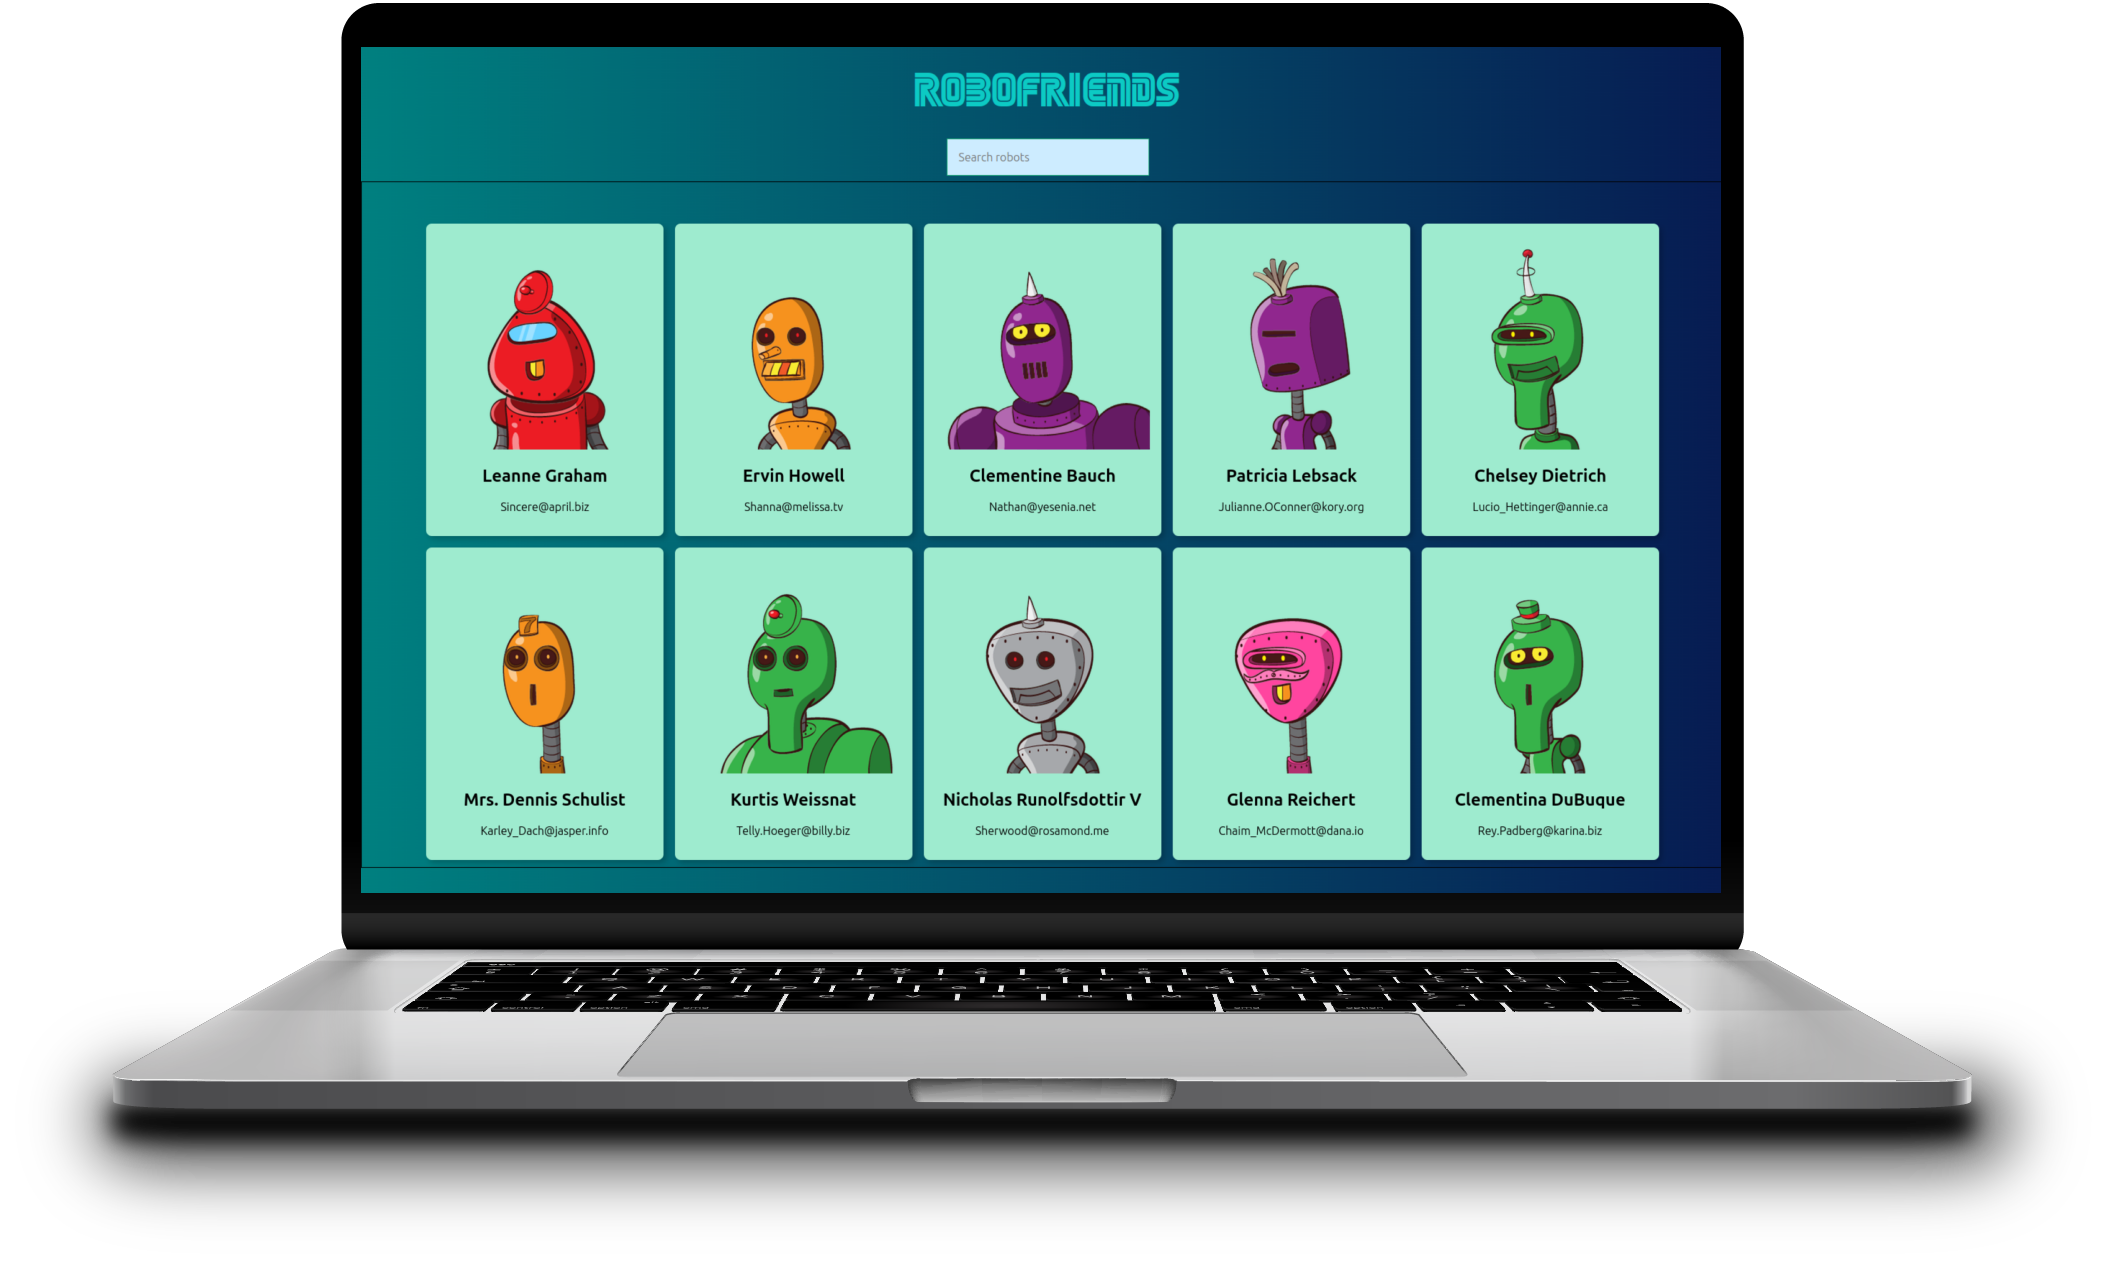 ROBOFRIENDS
Search robots
Leanne Graham
Sincere@april.biz
Ervin Howell
Shanna@melissa.tv
Clementine Bauch
Nathan@yesenia.net
Patricia Lebsack
Julianne.OConner@kory.org
Chelsey Dietrich
Lucio_Hettinger@annie.ca
7
Mrs. Dennis Schulist
Karley_Dach@jasper.info
Kurtis Weissnat
Telly.Hoeger@billy.biz
Nicholas Runolfsdottir V
Sherwood@rosamond.me
Glenna Reichert
Chaim_McDermott@dana.io
Clementina DuBuque
Rey.Padberg@karina.biz